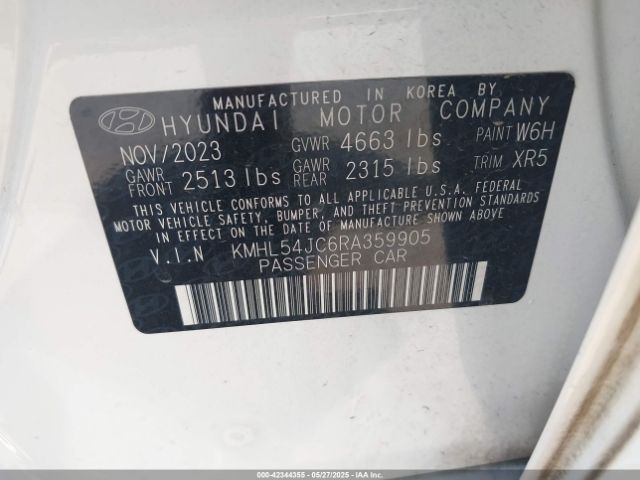 MANUFACTURED IN KOREA BY
HYUNDAI MOTOR COMPANY
NOV/2023 GVWR 4663 lbs PAINT W6H
GAWR FRONT 2513 lbs GAWR REAR 2315 lbs TRIM XR5
THIS VEHICLE CONFORMS TO ALL APPLICABLE U.S.A. FEDERAL
MOTOR VEHICLE SAFETY, BUMPER, AND THEFT PREVENTION STANDARDS
IN EFFECT ON THE DATE OF MANUFACTURE SHOWN ABOVE
V.I.N KMHL54JC6RA359905
PASSENGER CAR
000-42344355 - 05/27/2025 - COPYRIGHT IAA, LLC.